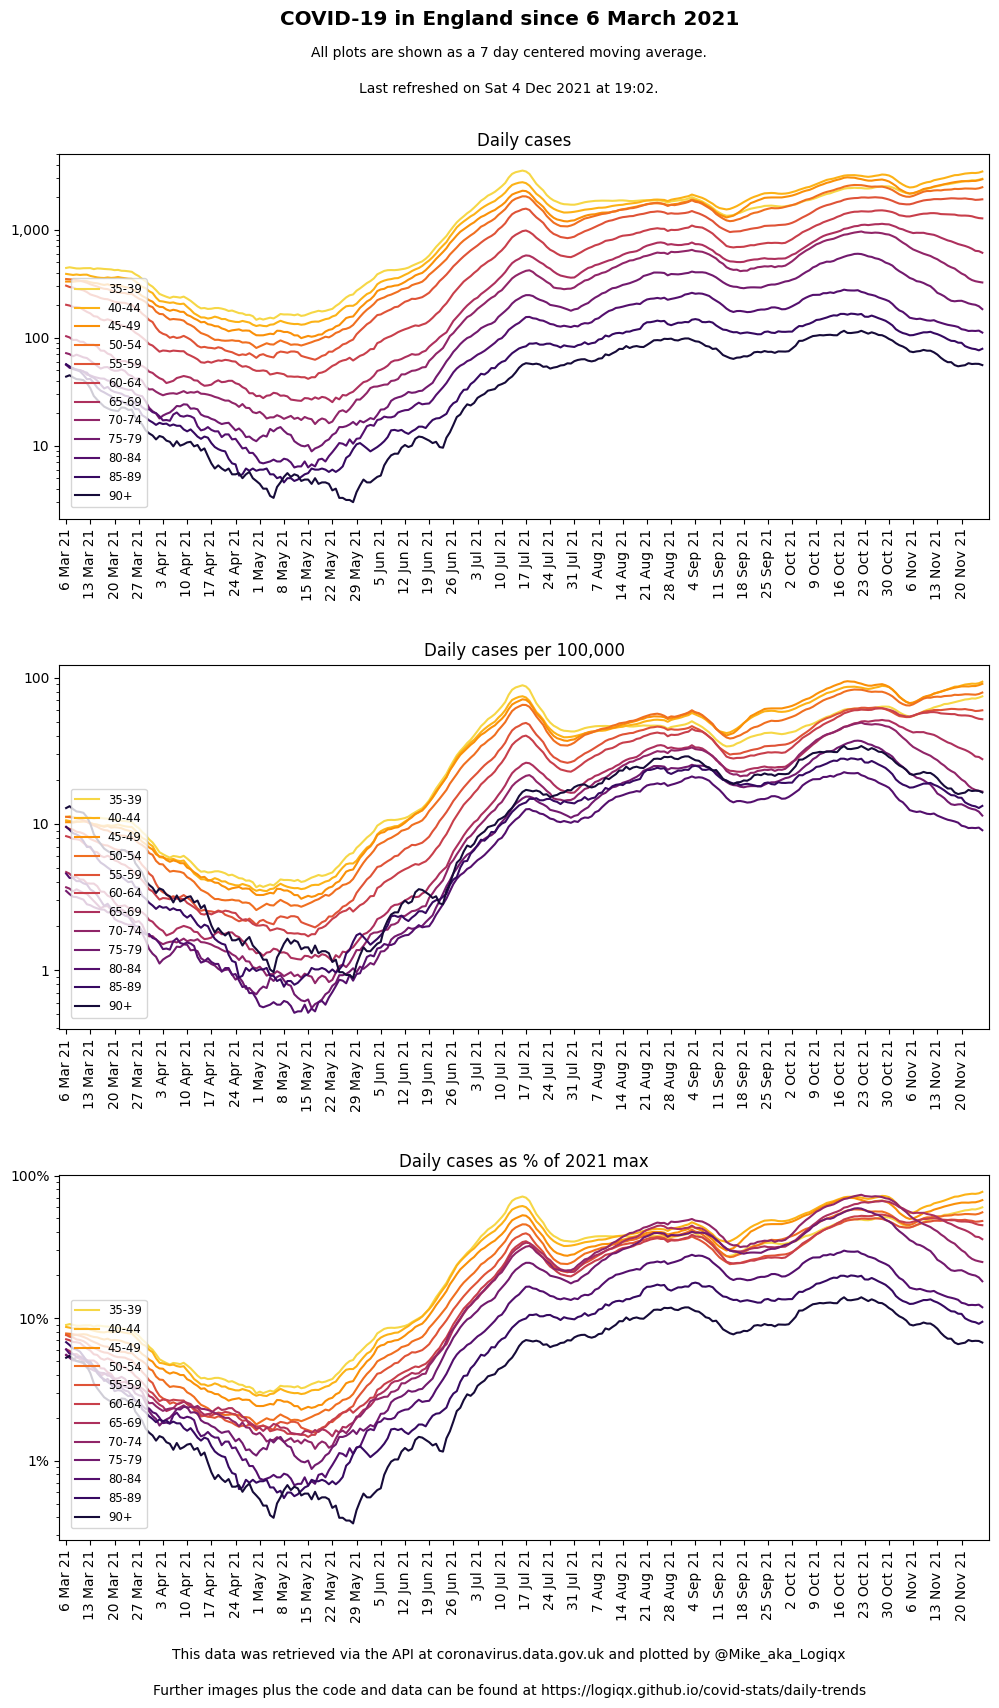 COVID-19 in England since 6 March 2021
All plots are shown as a 7 day centered moving average.
Last refreshed on Sat 4 Dec 2021 at 19:02.
Daily cases
1,000
100
10
35-39
40-44
45-49
50-54
55-59
60-64
65-69
70-74
75-79
80-84
85-89
90+
6 Mar 21
13 Mar 21
20 Mar 21
27 Mar 21
3 Apr 21
10 Apr 21
17 Apr 21
24 Apr 21
1 May 21
8 May 21
15 May 21
22 May 21
29 May 21
5 Jun 21
12 Jun 21
19 Jun 21
26 Jun 21
3 Jul 21
10 Jul 21
17 Jul 21
24 Jul 21
31 Jul 21
7 Aug 21
14 Aug 21
21 Aug 21
28 Aug 21
4 Sep 21
11 Sep 21
18 Sep 21
25 Sep 21
2 Oct 21
9 Oct 21
16 Oct 21
23 Oct 21
30 Oct 21
6 Nov 21
13 Nov 21
20 Nov 21
Daily cases per 100,000
100
10
1
35-39
40-44
45-49
50-54
55-59
60-64
65-69
70-74
75-79
80-84
85-89
90+
6 Mar 21
13 Mar 21
20 Mar 21
27 Mar 21
3 Apr 21
10 Apr 21
17 Apr 21
24 Apr 21
1 May 21
8 May 21
15 May 21
22 May 21
29 May 21
5 Jun 21
12 Jun 21
19 Jun 21
26 Jun 21
3 Jul 21
10 Jul 21
17 Jul 21
24 Jul 21
31 Jul 21
7 Aug 21
14 Aug 21
21 Aug 21
28 Aug 21
4 Sep 21
11 Sep 21
18 Sep 21
25 Sep 21
2 Oct 21
9 Oct 21
16 Oct 21
23 Oct 21
30 Oct 21
6 Nov 21
13 Nov 21
20 Nov 21
Daily cases as % of 2021 max
100%
10%
1%
35-39
40-44
45-49
50-54
55-59
60-64
65-69
70-74
75-79
80-84
85-89
90+
6 Mar 21
13 Mar 21
20 Mar 21
27 Mar 21
3 Apr 21
10 Apr 21
17 Apr 21
24 Apr 21
1 May 21
8 May 21
15 May 21
22 May 21
29 May 21
5 Jun 21
12 Jun 21
19 Jun 21
26 Jun 21
3 Jul 21
10 Jul 21
17 Jul 21
24 Jul 21
31 Jul 21
7 Aug 21
14 Aug 21
21 Aug 21
28 Aug 21
4 Sep 21
11 Sep 21
18 Sep 21
25 Sep 21
2 Oct 21
9 Oct 21
16 Oct 21
23 Oct 21
30 Oct 21
6 Nov 21
13 Nov 21
20 Nov 21
This data was retrieved via the API at coronavirus.data.gov.uk and plotted by @Mike_aka_Logiqx
Further images plus the code and data can be found at https://logiqx.github.io/covid-stats/daily-trends